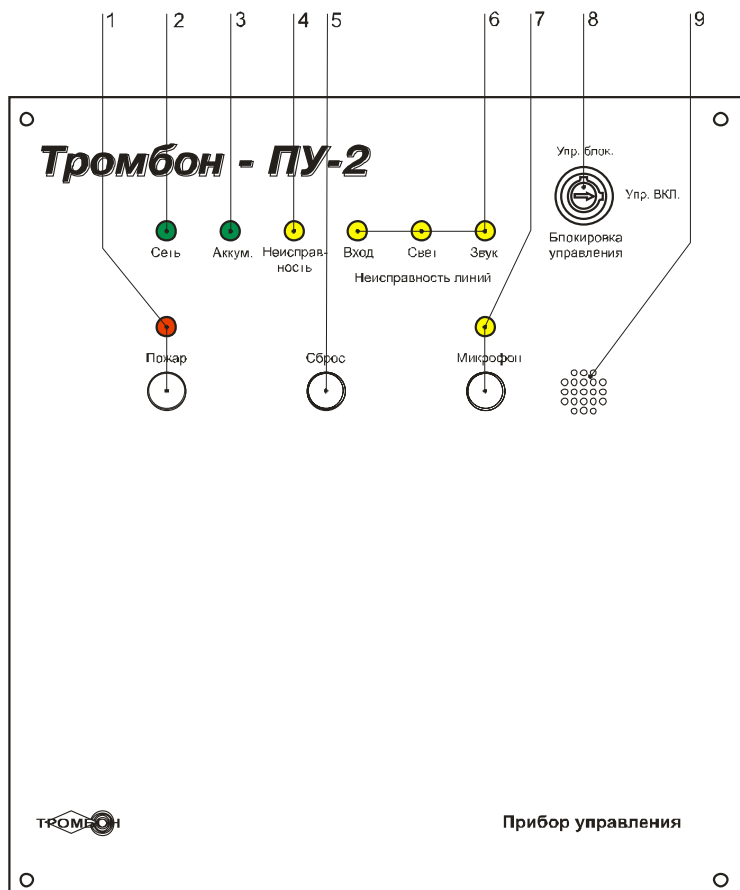 1 2 3 4 5 6 7 8 9
Тромбон - ПУ-2
Упр. блок.
Упр. ВКЛ.
Блокировка
управления
Сеть Аккум. Неисправ-
ность
Вход Свет Звук
Неисправность линий
Пожар Сброс Микрофон
ТРОМБОН
Прибор управления